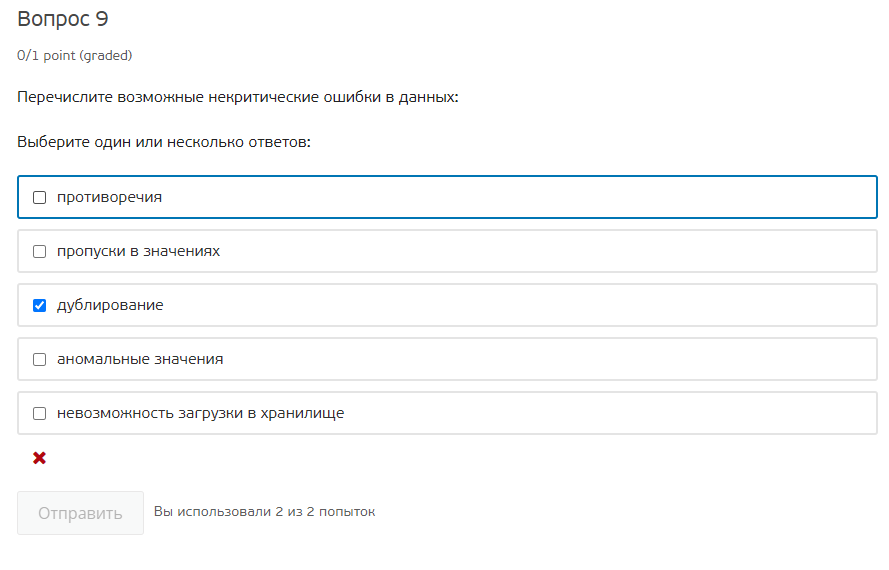 Вопрос 9
0/1 point (graded)
Перечислите возможные некритические ошибки в данных:
Выберите один или несколько ответов:
противоречия
пропуски в значениях
дублирование
аномальные значения
невозможность загрузки в хранилище
Отправить
Вы использовали 2 из 2 попыток